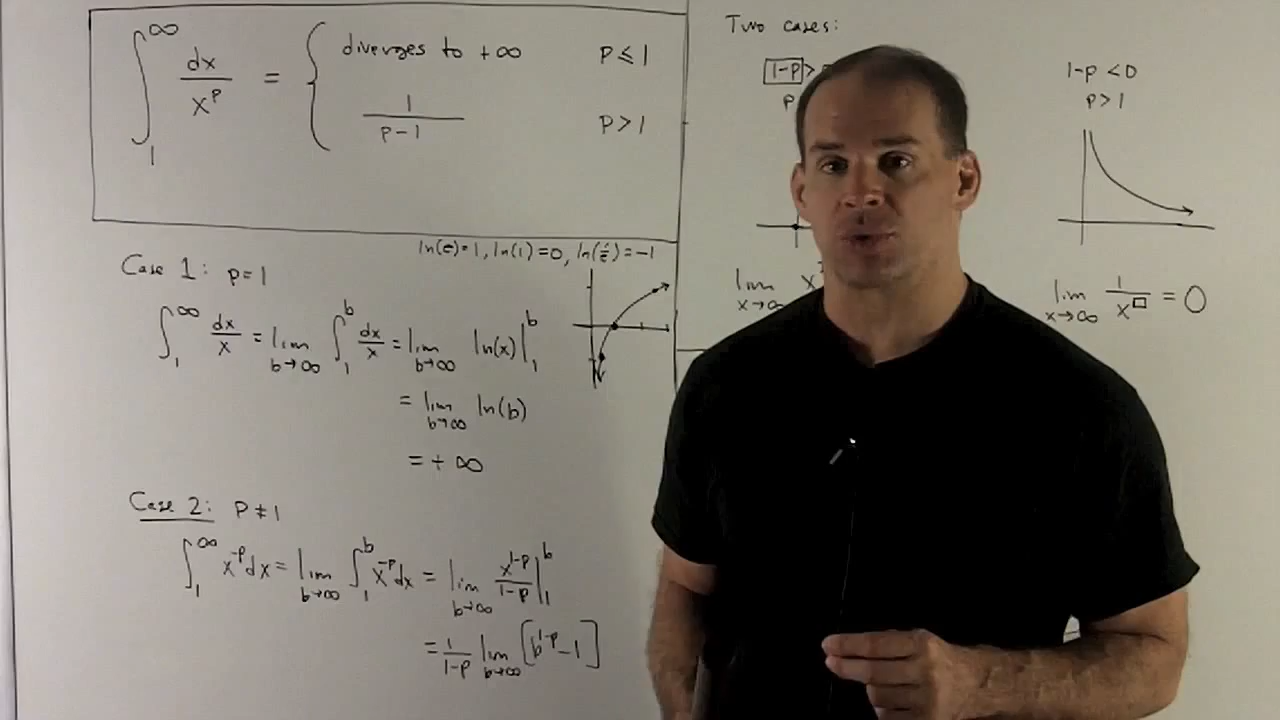 ∫₁^∞ dx/x^p = { diverges to +∞   p ≤ 1
1/(p-1)   p > 1
ln(e)=1, ln(1)=0, ln(1/e)=-1
Case 1: p=1
∫₁^∞ dx/x = lim b→∞ ∫₁^b dx/x = lim b→∞ ln(x)|₁^b
= lim b→∞ ln(b)
= +∞
Case 2: p≠1
∫₁^∞ x^-p dx = lim b→∞ ∫₁^b x^-p dx = lim b→∞ x^(1-p)/(1-p)|₁^b
= 1/(1-p) lim b→∞ [b^(1-p) - 1]
Two cases:
1-p >
p
lim x→∞ x
1-p < 0
p > 1
lim x→∞ 1/x^□ = 0